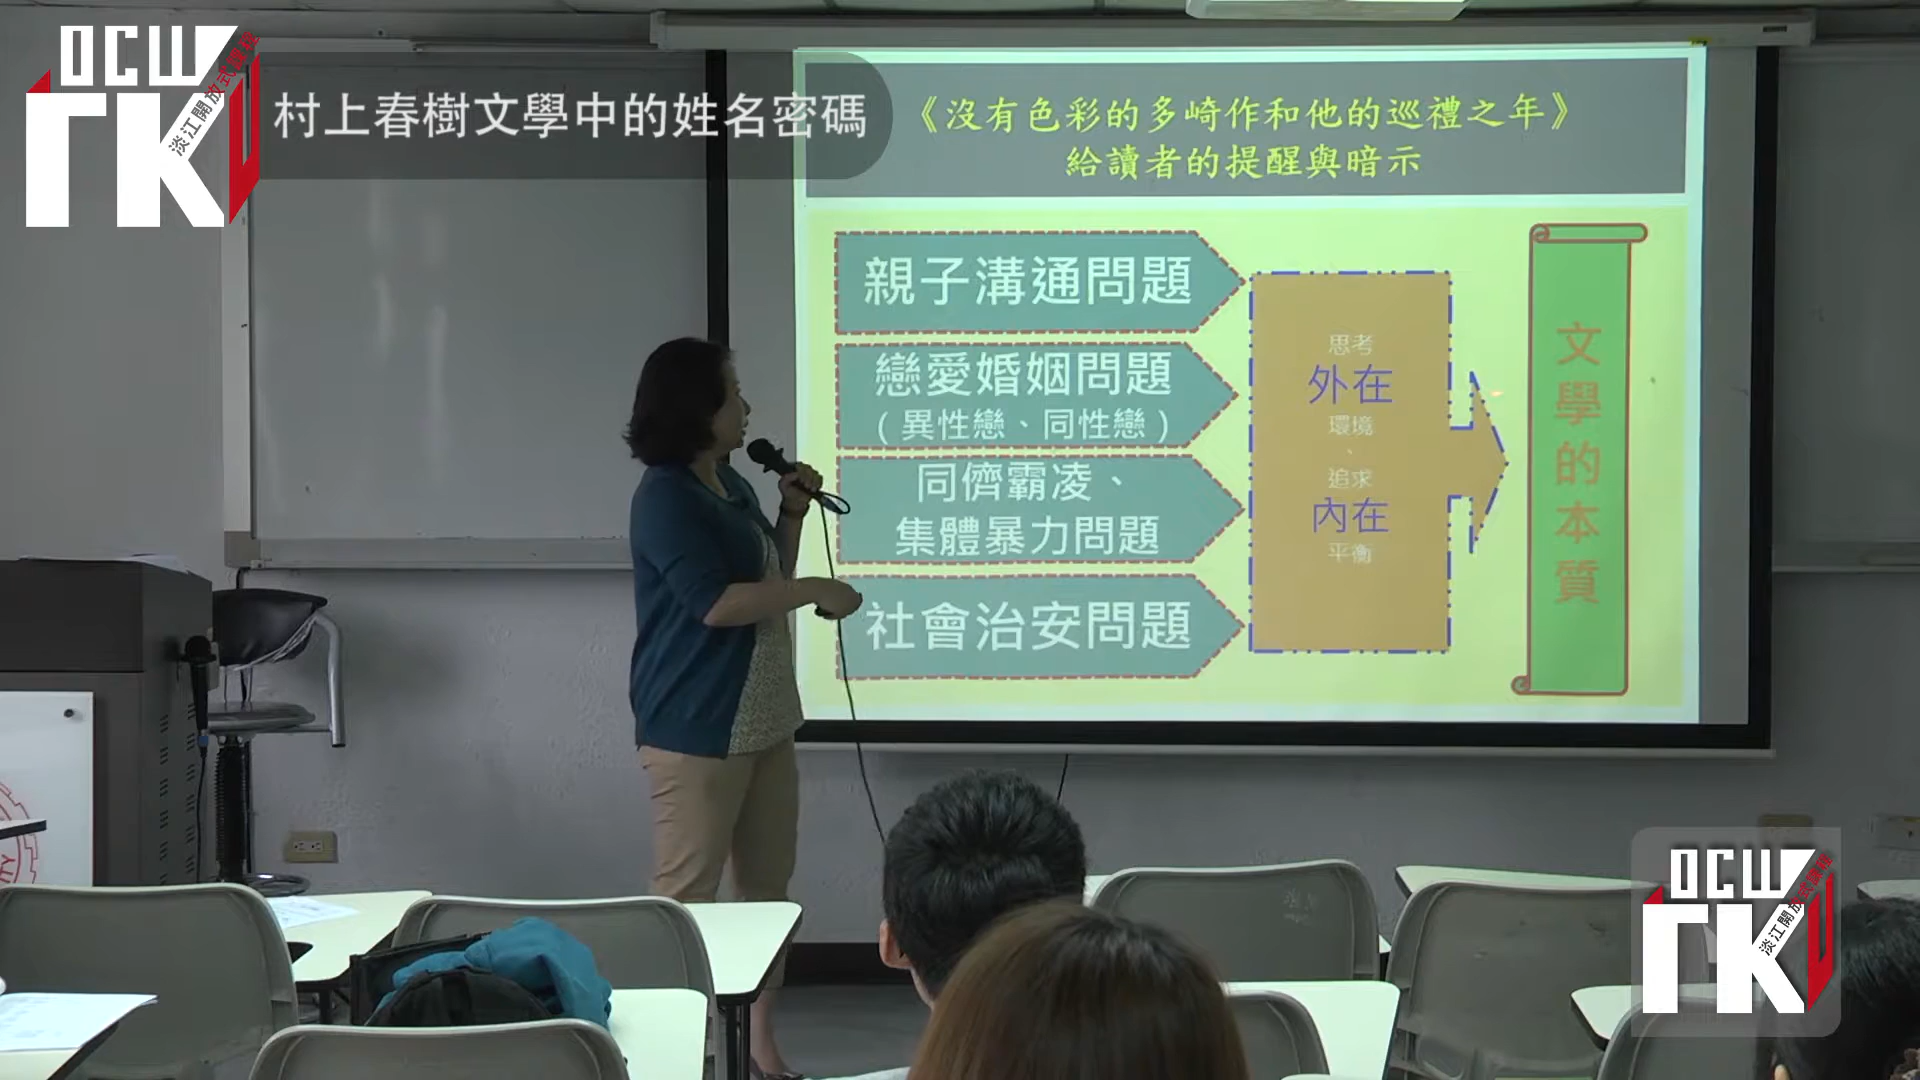 OCW
TKU
淡江開放式課程
村上春樹文學中的姓名密碼
《沒有色彩的多崎作和他的巡禮之年》
給讀者的提醒與暗示
親子溝通問題
戀愛婚姻問題
(異性戀、同性戀)
同儕霸凌、
集體暴力問題
社會治安問題
思考
外在
環境
、
追求
內在
平衡
文學的本質
OCW
TKU
淡江開放式課程